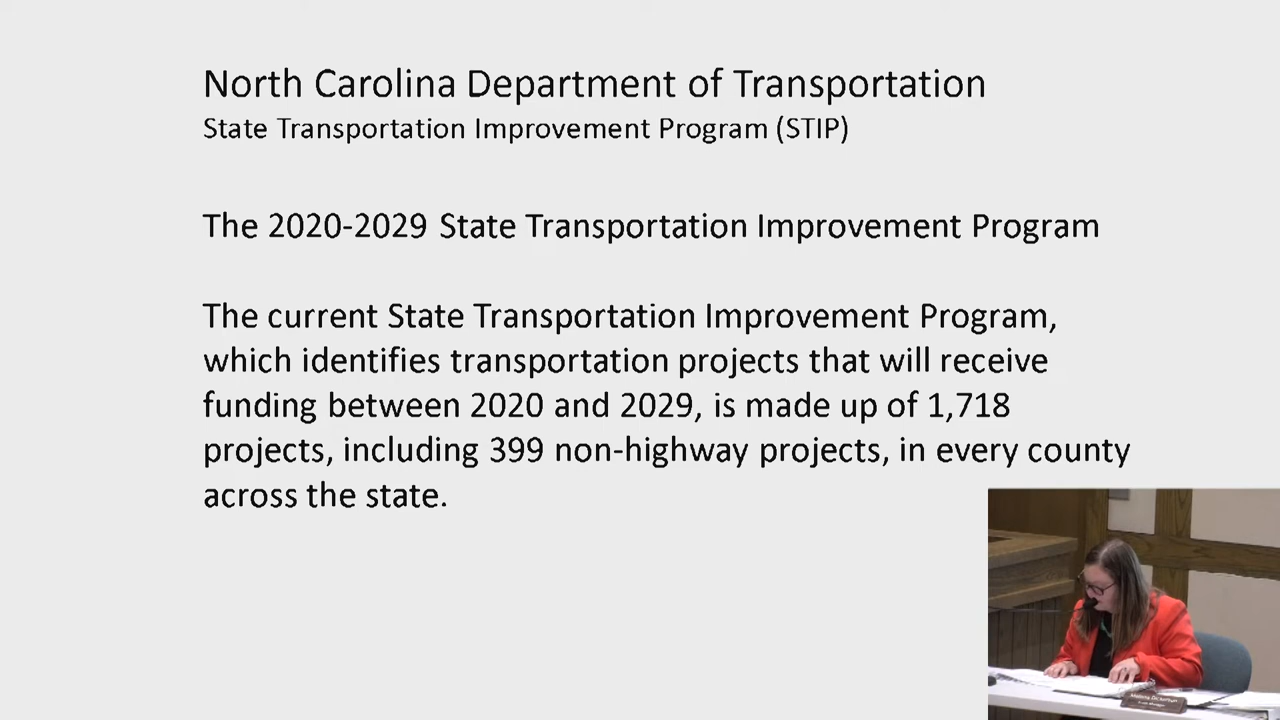 North Carolina Department of Transportation
State Transportation Improvement Program (STIP)
The 2020-2029 State Transportation Improvement Program
The current State Transportation Improvement Program,
which identifies transportation projects that will receive
funding between 2020 and 2029, is made up of 1,718
projects, including 399 non-highway projects, in every county
across the state.